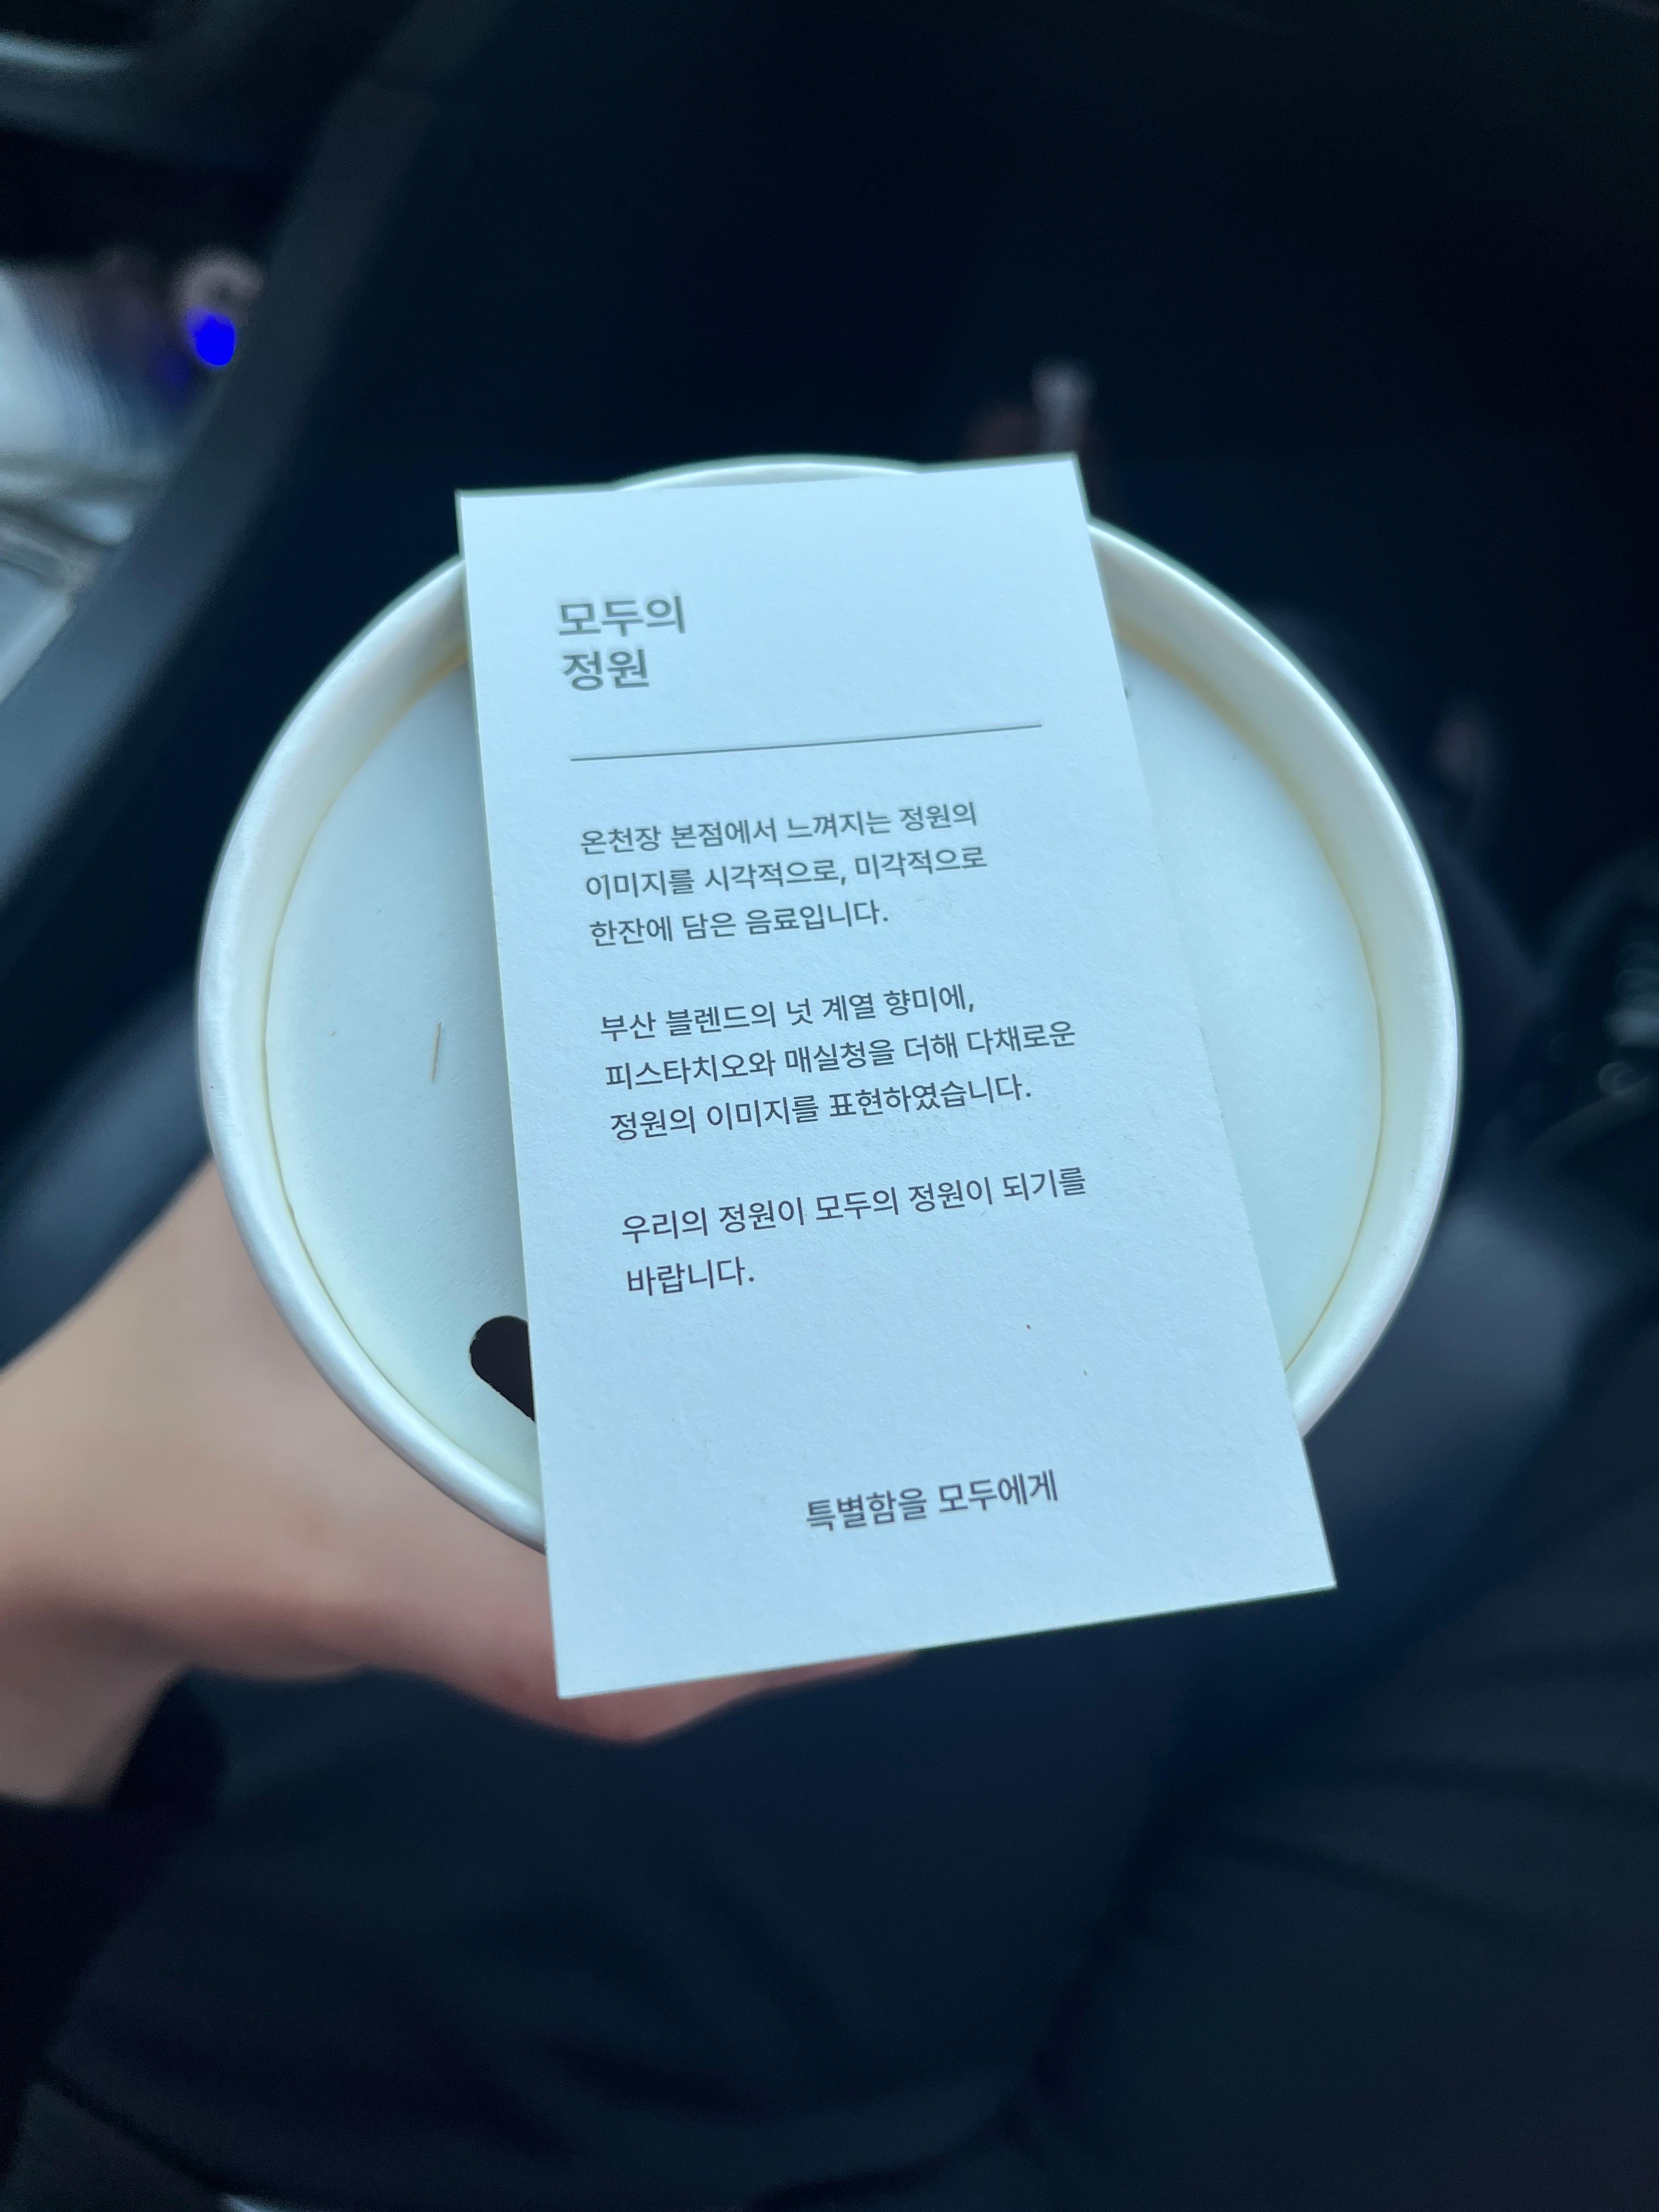 모두의
정원
온천장 본점에서 느껴지는 정원의
이미지를 시각적으로, 미각적으로
한잔에 담은 음료입니다.
부산 블렌드의 넛 계열 향미에,
피스타치오와 매실청을 더해 다채로운
정원의 이미지를 표현하였습니다.
우리의 정원이 모두의 정원이 되기를
바랍니다.
특별함을 모두에게